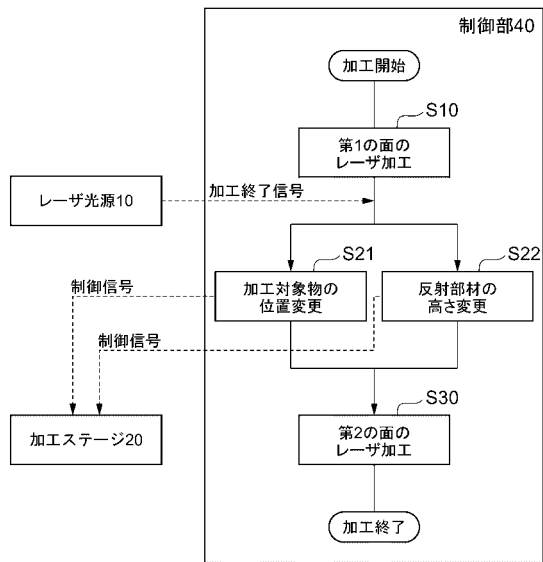 制御部40
加工開始
S10
第1の面の
レーザ加工
レーザ光源10
加工終了信号
S21
加工対象物の
位置変更
S22
反射部材の
高さ変更
制御信号
制御信号
加工ステージ20
S30
第2の面の
レーザ加工
加工終了